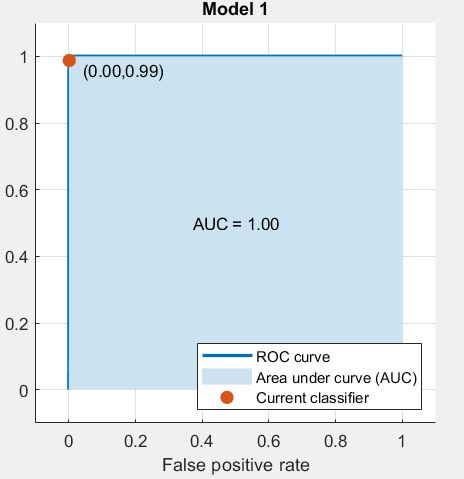 Model 1
1
(0.00,0.99)
0.8
0.6
AUC = 1.00
0.4
0.2
0
ROC curve
Area under curve (AUC)
Current classifier
0 0.2 0.4 0.6 0.8 1
False positive rate